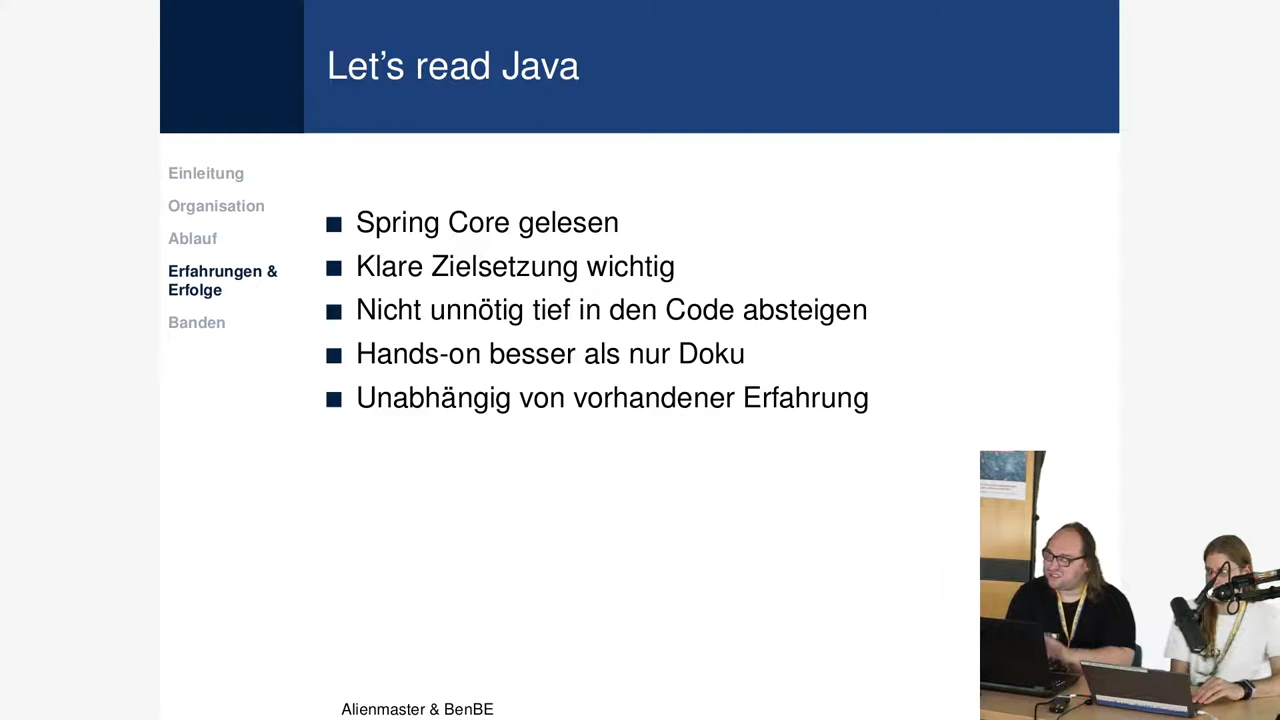 Let's read Java
Einleitung
Organisation
Ablauf
Erfahrungen &
Erfolge
Banden
Spring Core gelesen
Klare Zielsetzung wichtig
Nicht unnötig tief in den Code absteigen
Hands-on besser als nur Doku
Unabhängig von vorhandener Erfahrung
Alienmaster & BenBE